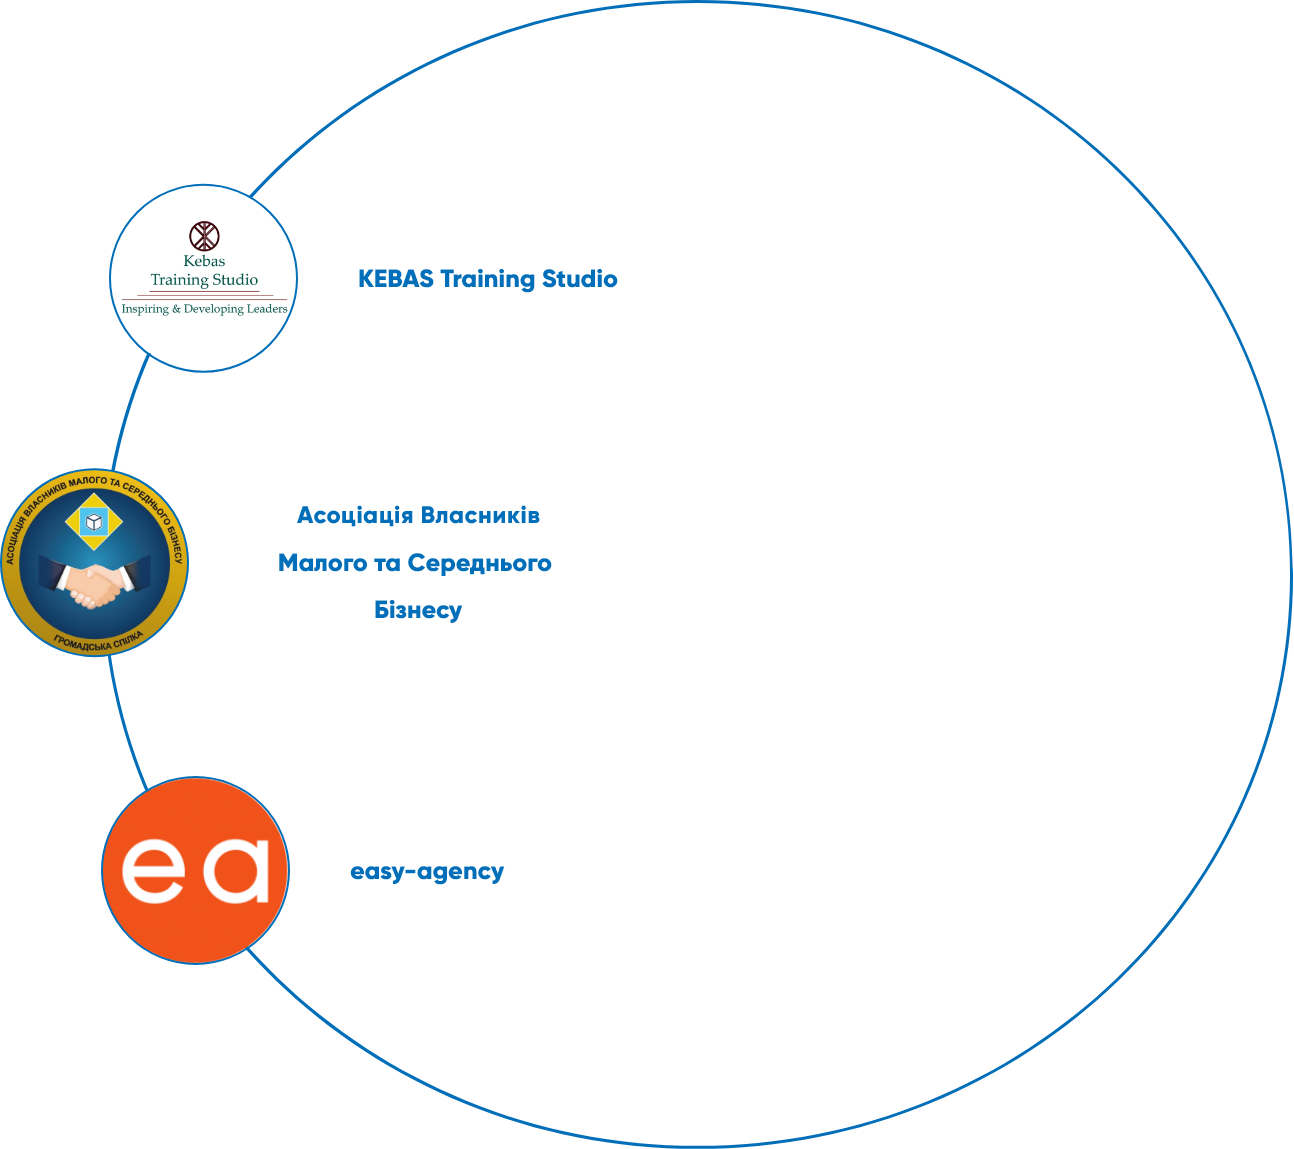 Kebas
Training Studio
Inspiring & Developing Leaders
KEBAS Training Studio
АСОЦІАЦІЯ ВЛАСНИКІВ МАЛОГО ТА СЕРЕДНЬОГО БІЗНЕСУ
ГРОМАДСЬКА СПІЛКА
Асоціація Власників
Малого та Середнього
Бізнесу
ea
easy-agency